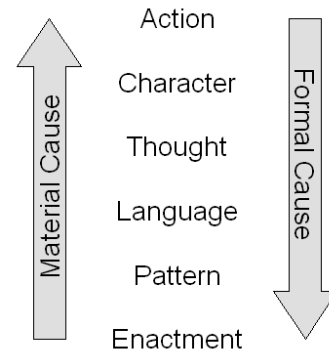 Action
Character
Thought
Language
Pattern
Enactment
Material Cause
Formal Cause